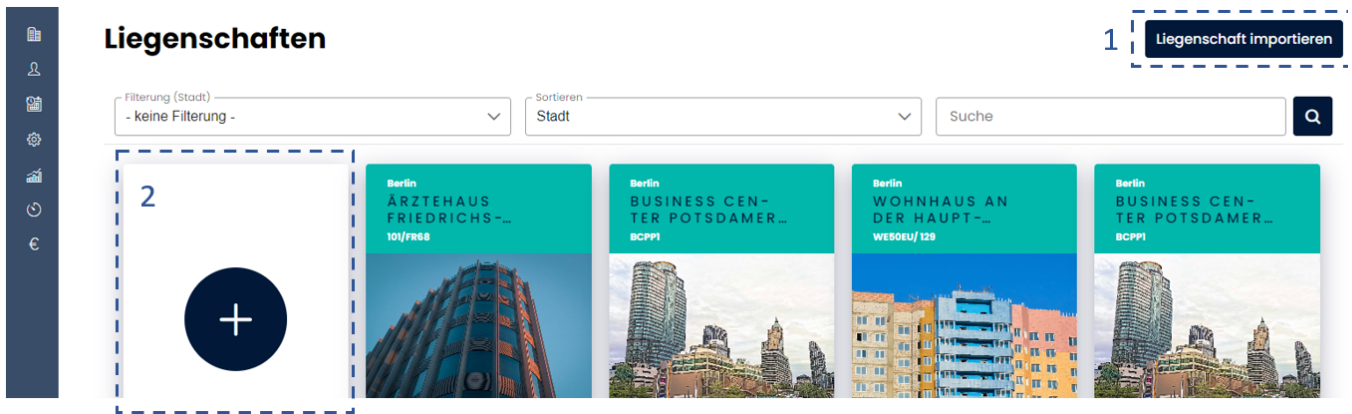 Liegenschaften
1
Liegenschaft importieren
Filterung (Stadt)
- keine Filterung -
Sortieren
Stadt
Suche
2
Berlin
ÄRZTEHAUS
FRIEDRICHS-...
101/FR68
Berlin
BUSINESS CEN-
TER POTSDAMER...
BCPP1
Berlin
WOHNHAUS AN
DER HAUPT-...
WE50EU/129
Berlin
BUSINESS CEN-
TER POTSDAMER...
BCPP1
€